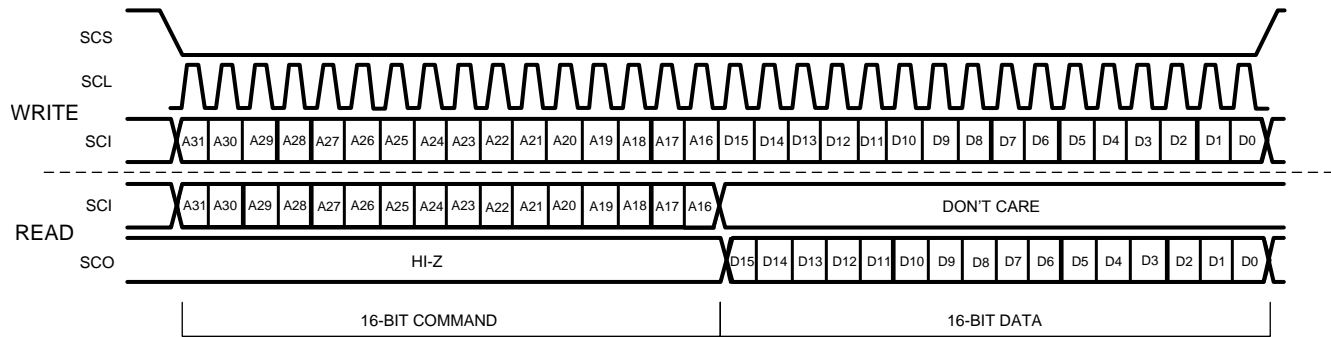 SCS
SCL
WRITE
SCI A31 A30 A29 A28 A27 A26 A25 A24 A23 A22 A21 A20 A19 A18 A17 A16 D15 D14 D13 D12 D11 D10 D9 D8 D7 D6 D5 D4 D3 D2 D1 D0
SCI A31 A30 A29 A28 A27 A26 A25 A24 A23 A22 A21 A20 A19 A18 A17 A16 DON'T CARE
READ
SCO HI-Z D15 D14 D13 D12 D11 D10 D9 D8 D7 D6 D5 D4 D3 D2 D1 D0
16-BIT COMMAND 16-BIT DATA